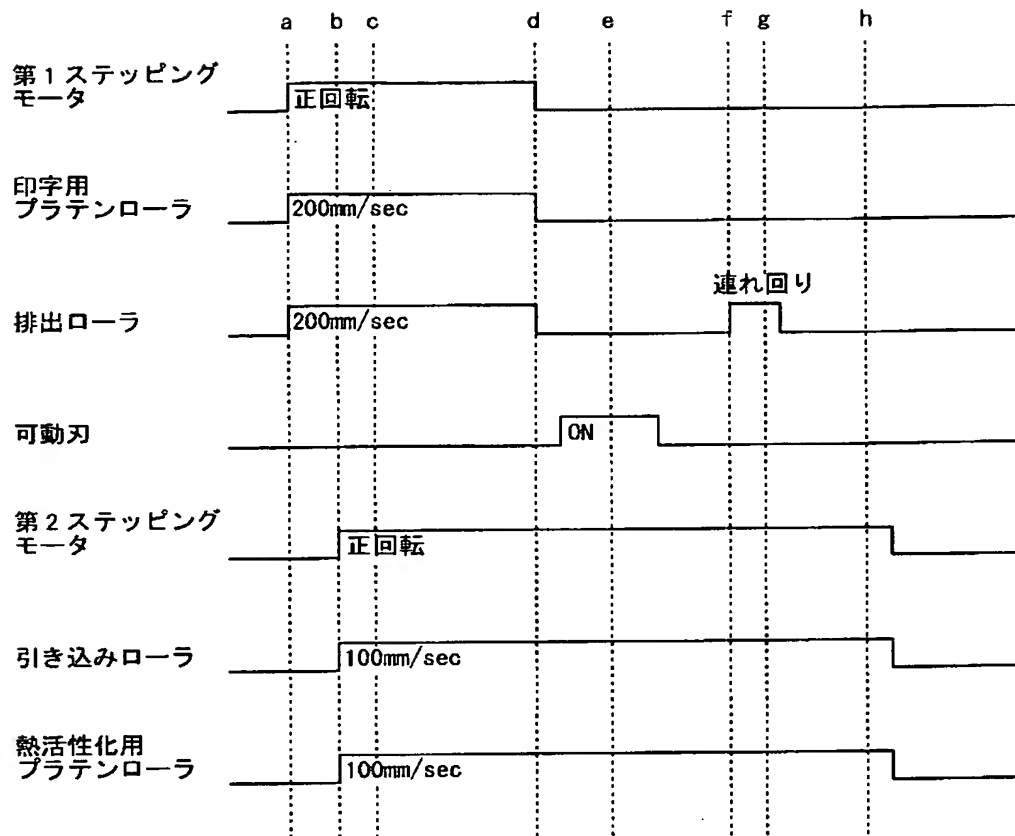 a b c d e f g h
第1ステッピング
モータ
正回転
印字用
プラテンローラ
200mm/sec
連れ回り
排出ローラ
200mm/sec
可動刃
ON
第2ステッピング
モータ
正回転
引き込みローラ
100mm/sec
熱活性化用
プラテンローラ
100mm/sec